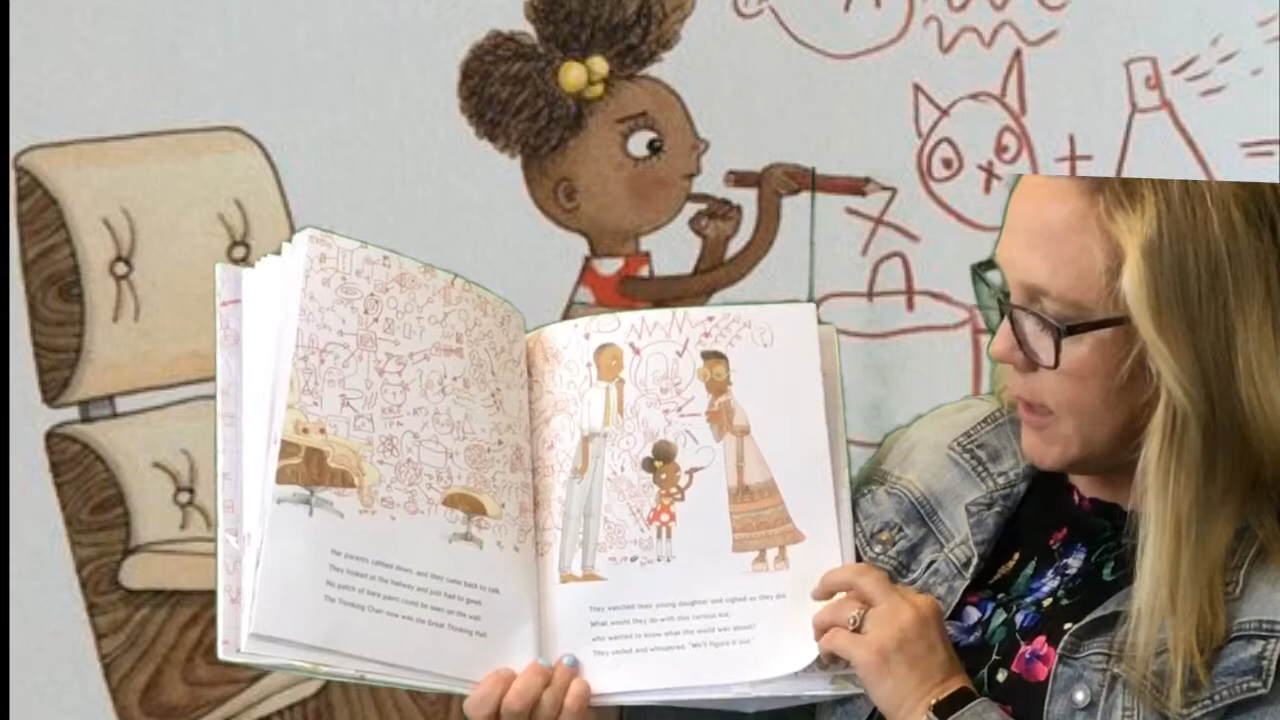 Her parents calmed down, and they came back to talk.
They looked at the hallway and just had to gawk.
No patch of bare paint could be seen on the wall.
The Thinking Chair now was the Great Thinking Hall.
They watched their young daughter and sighed as they did.
What would they do with this curious kid,
who wanted to know what the world was about?
They smiled and whispered, "We'll figure it out."